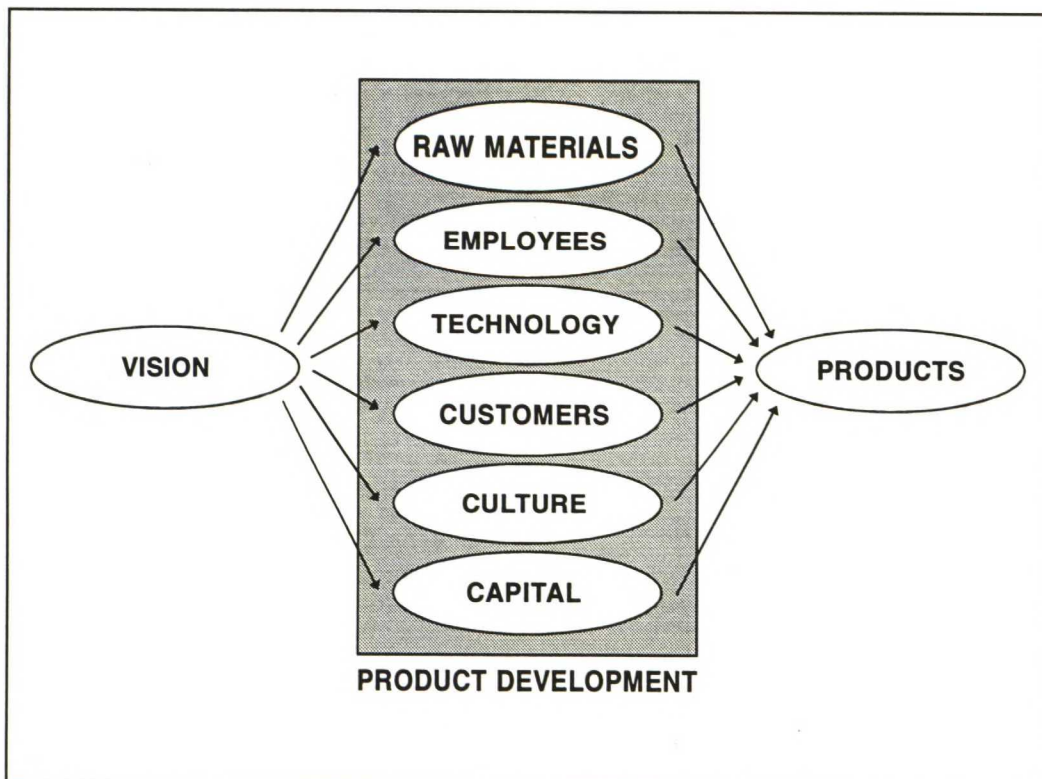 RAW MATERIALS
EMPLOYEES
TECHNOLOGY
VISION
PRODUCTS
CUSTOMERS
CULTURE
CAPITAL
PRODUCT DEVELOPMENT